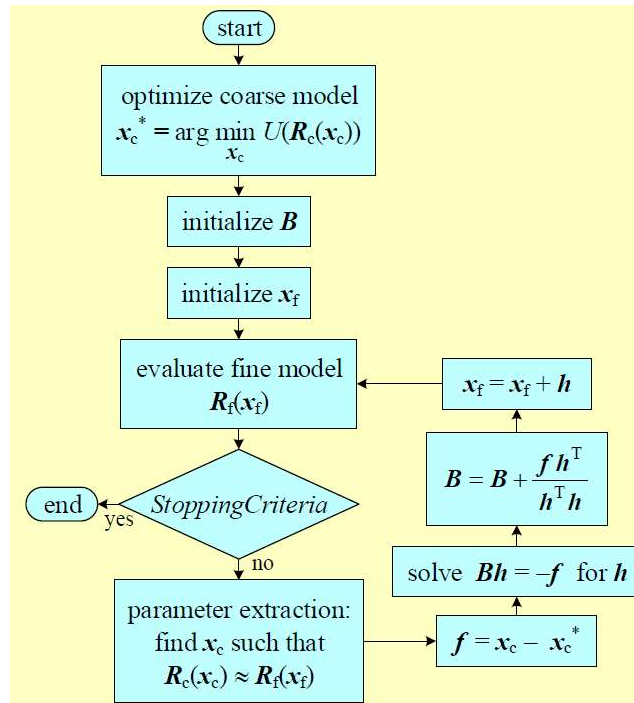 start
optimize coarse model
x_c^* = arg min U(R_c(x_c))
x_c
initialize B
initialize x_f
evaluate fine model
R_f(x_f)
StoppingCriteria
yes
end
no
parameter extraction:
find x_c such that
R_c(x_c) ≈ R_f(x_f)
f = x_c − x_c^*
solve Bh = −f for h
B = B + f h^T / h^T h
x_f = x_f + h